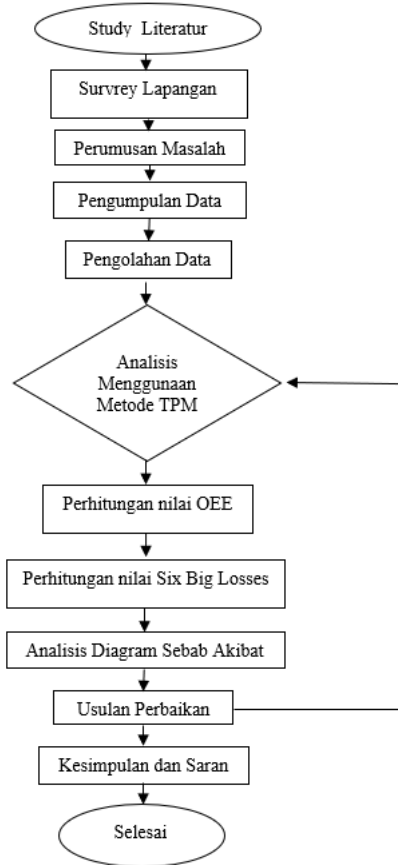 Study Literatur
Survrey Lapangan
Perumusan Masalah
Pengumpulan Data
Pengolahan Data
Analisis
Menggunakan
Metode TPM
Perhitungan nilai OEE
Perhitungan nilai Six Big Losses
Analisis Diagram Sebab Akibat
Usulan Perbaikan
Kesimpulan dan Saran
Selesai